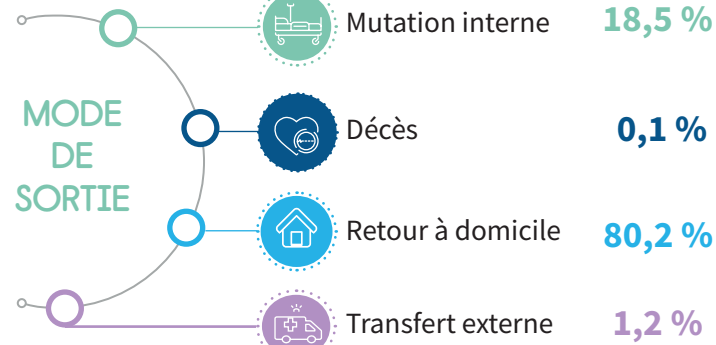 MODE
DE
SORTIE
Mutation interne 18,5 %
Décès 0,1 %
Retour à domicile 80,2 %
Transfert externe 1,2 %